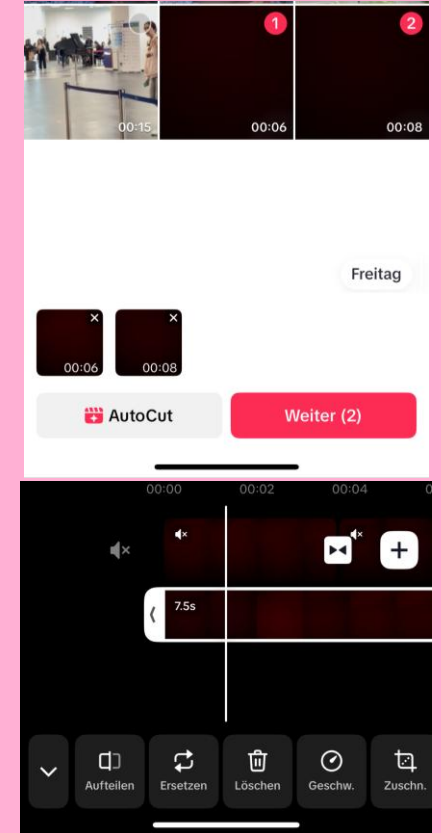 1
2
00:15
00:06
00:08
Freitag
00:06
00:08
AutoCut
Weiter (2)
00:00
00:02
00:04
0
7.5s
Aufteilen
Ersetzen
Löschen
Geschw.
Zuschn.